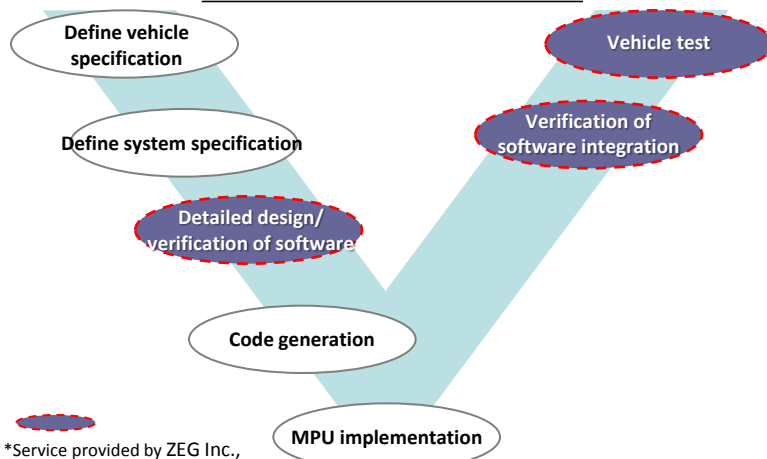 Define vehicle
specification
Vehicle test
Define system specification
Verification of
software integration
Detailed design/
verification of software
Code generation
MPU implementation
*Service provided by ZEG Inc.,